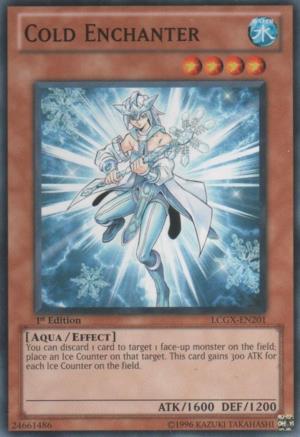 COLD ENCHANTER
WATER
水
1st Edition
LCGX-EN201
[AQUA / EFFECT]
You can discard 1 card to target 1 face-up monster on the field;
place an Ice Counter on that target. This card gains 300 ATK for
each Ice Counter on the field.
ATK/1600 DEF/1200
24661486
©1996 KAZUKI TAKAHASHI